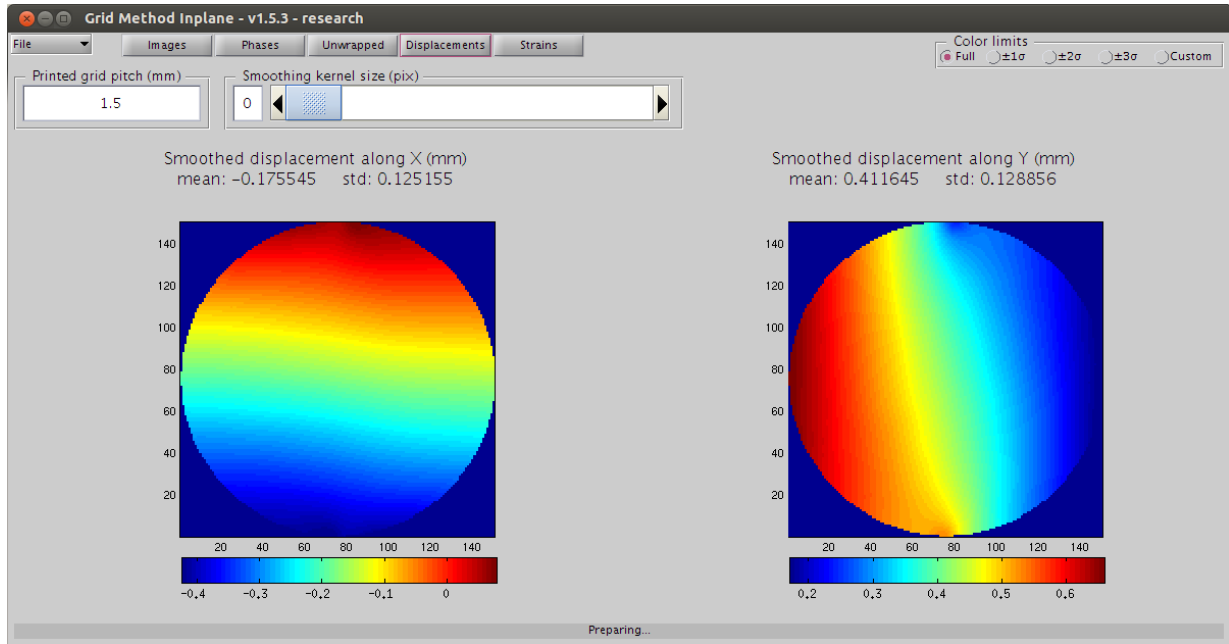 Grid Method Inplane - v1.5.3 - research
File Images Phases Unwrapped Displacements Strains
Color limits
Full ±1σ ±2σ ±3σ Custom
Printed grid pitch (mm)
1.5
Smoothing kernel size (pix)
0
Smoothed displacement along X (mm)
mean: −0.175545 std: 0.125155
140
120
100
80
60
40
20
20 40 60 80 100 120 140
−0.4 −0.3 −0.2 −0.1 0
Smoothed displacement along Y (mm)
mean: 0.411645 std: 0.128856
140
120
100
80
60
40
20
20 40 60 80 100 120 140
0.2 0.3 0.4 0.5 0.6
Preparing...